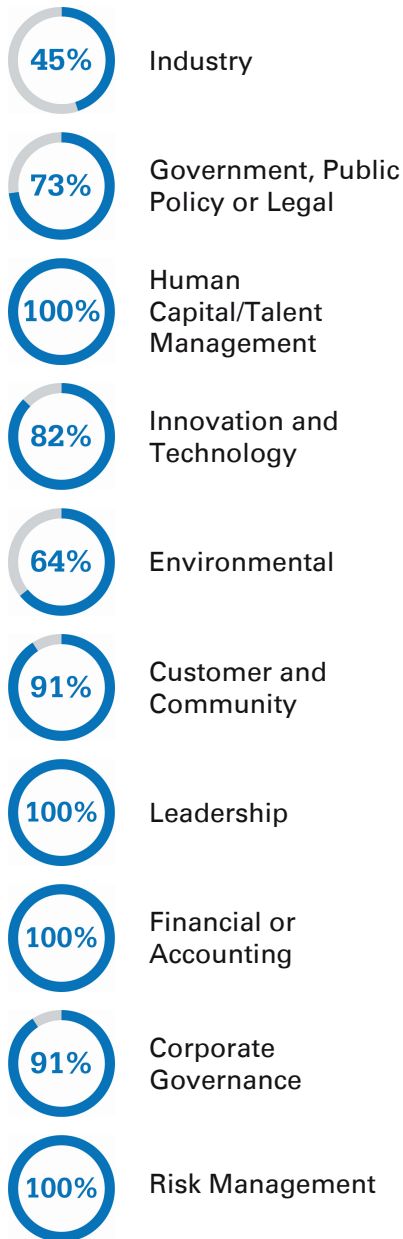 45%
Industry
73%
Government, Public
Policy or Legal
100%
Human
Capital/Talent
Management
82%
Innovation and
Technology
64%
Environmental
91%
Customer and
Community
100%
Leadership
100%
Financial or
Accounting
91%
Corporate
Governance
100%
Risk Management